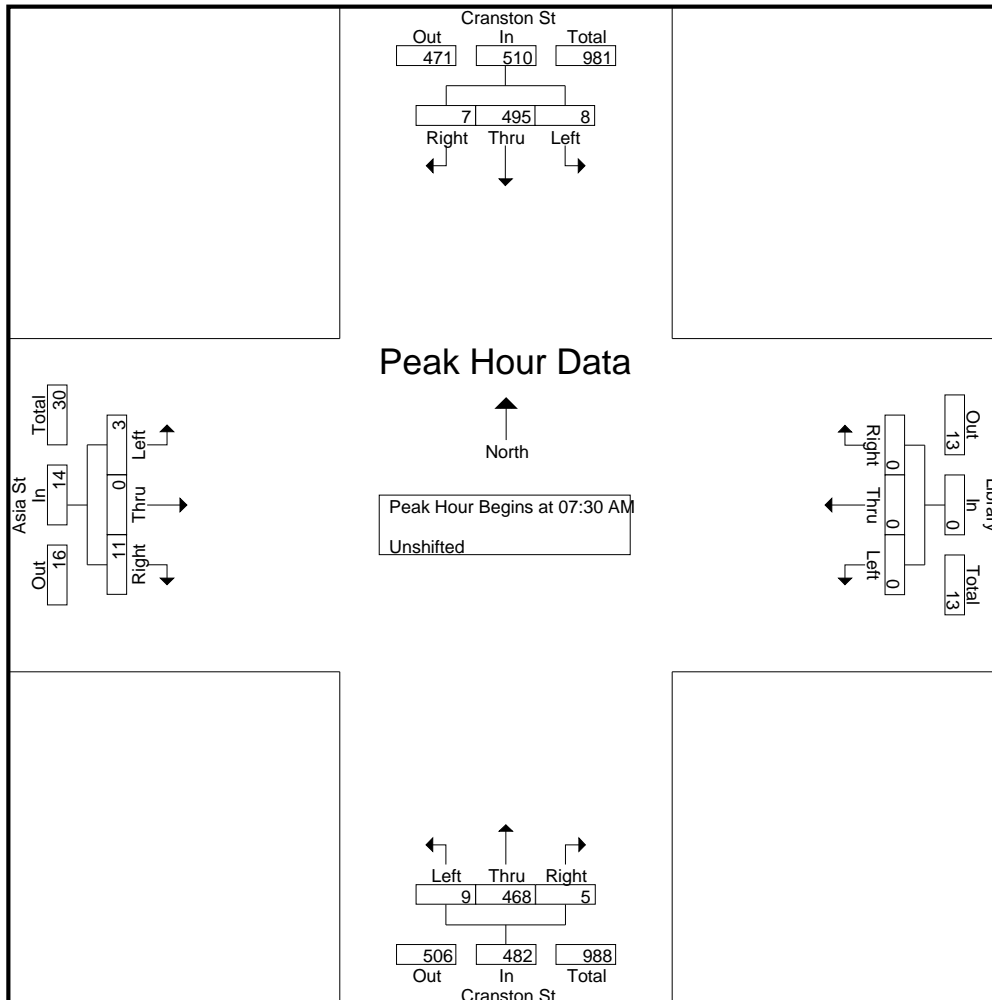 Cranston St
Out In Total
471 510 981
7 495 8
Right Thru Left
Peak Hour Data
North
Peak Hour Begins at 07:30 AM
Unshifted
Asia St
Total In Out
30 14 16
3 0 11
Left Thru Right
Right Thru Left
0 0 0
Out In Total
13 0 13
Library
Left Thru Right
9 468 5
506 482 988
Out In Total
Cranston St